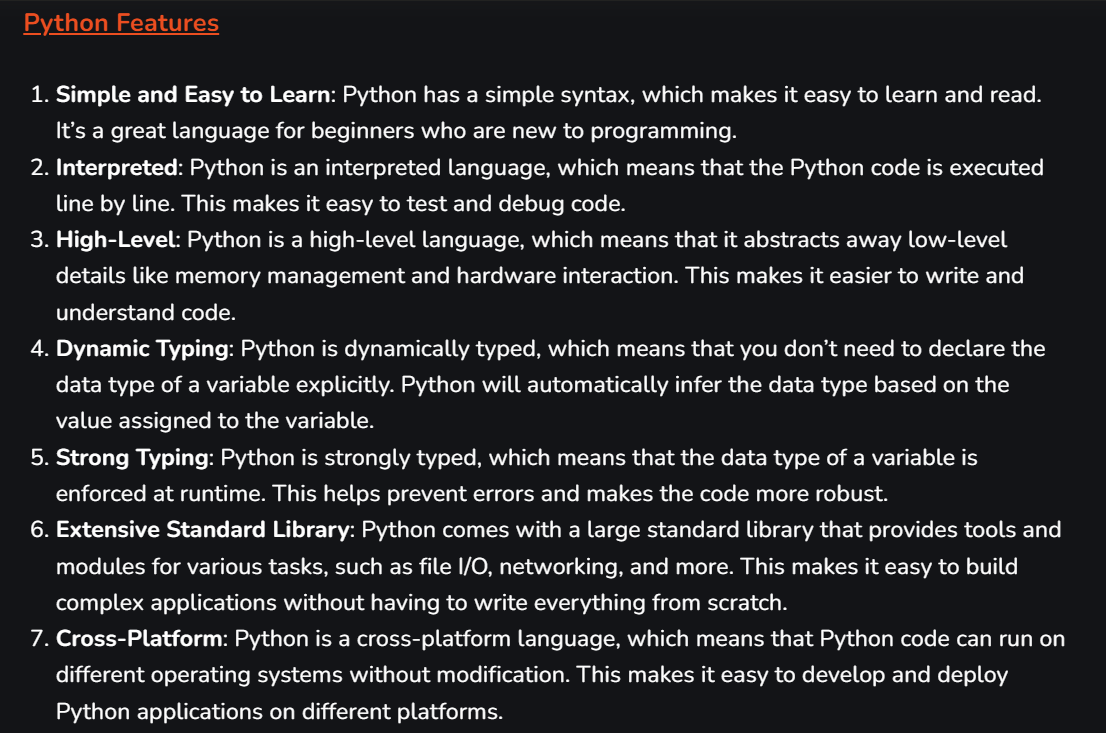 Python Features
1. Simple and Easy to Learn: Python has a simple syntax, which makes it easy to learn and read.
It’s a great language for beginners who are new to programming.
2. Interpreted: Python is an interpreted language, which means that the Python code is executed
line by line. This makes it easy to test and debug code.
3. High-Level: Python is a high-level language, which means that it abstracts away low-level
details like memory management and hardware interaction. This makes it easier to write and
understand code.
4. Dynamic Typing: Python is dynamically typed, which means that you don’t need to declare the
data type of a variable explicitly. Python will automatically infer the data type based on the
value assigned to the variable.
5. Strong Typing: Python is strongly typed, which means that the data type of a variable is
enforced at runtime. This helps prevent errors and makes the code more robust.
6. Extensive Standard Library: Python comes with a large standard library that provides tools and
modules for various tasks, such as file I/O, networking, and more. This makes it easy to build
complex applications without having to write everything from scratch.
7. Cross-Platform: Python is a cross-platform language, which means that Python code can run on
different operating systems without modification. This makes it easy to develop and deploy
Python applications on different platforms.